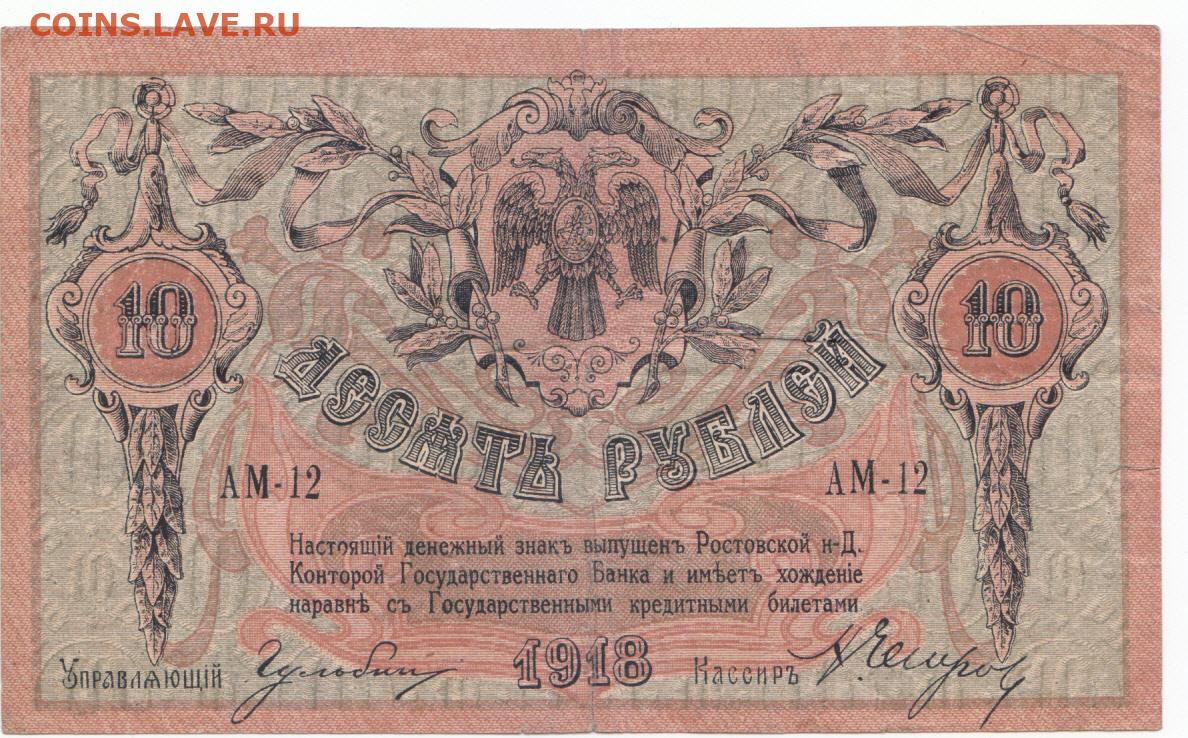 COINS.LAVE.RU
10
10
ДЕСЯТЬ РУБЛЕЙ
АМ-12
АМ-12
Настоящій денежный знакъ выпущенъ Ростовской н-Д.
Конторой Государственнаго Банка и имѣетъ хожденіе
наравнѣ съ Государственными кредитными билетами
1918
Управляющій
Кассиръ